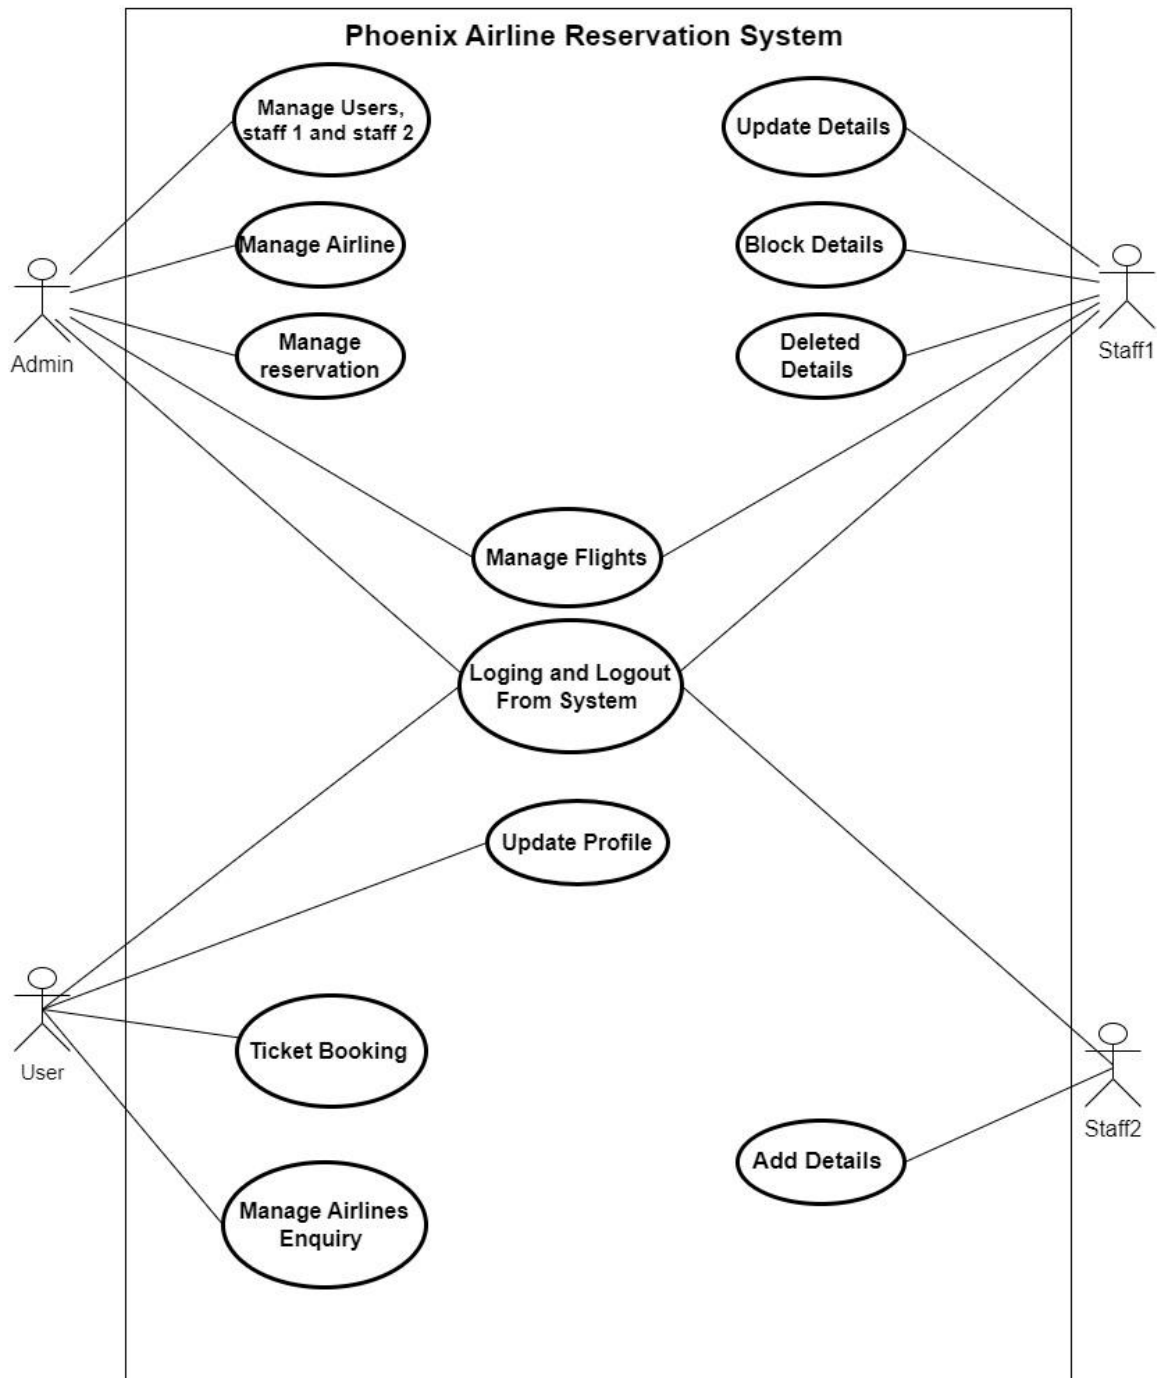 Phoenix Airline Reservation System
Manage Users,
staff 1 and staff 2
Update Details
Manage Airline
Block Details
Admin
Manage
reservation
Deleted
Details
Staff1
Manage Flights
Loging and Logout
From System
Update Profile
User
Ticket Booking
Staff2
Add Details
Manage Airlines
Enquiry